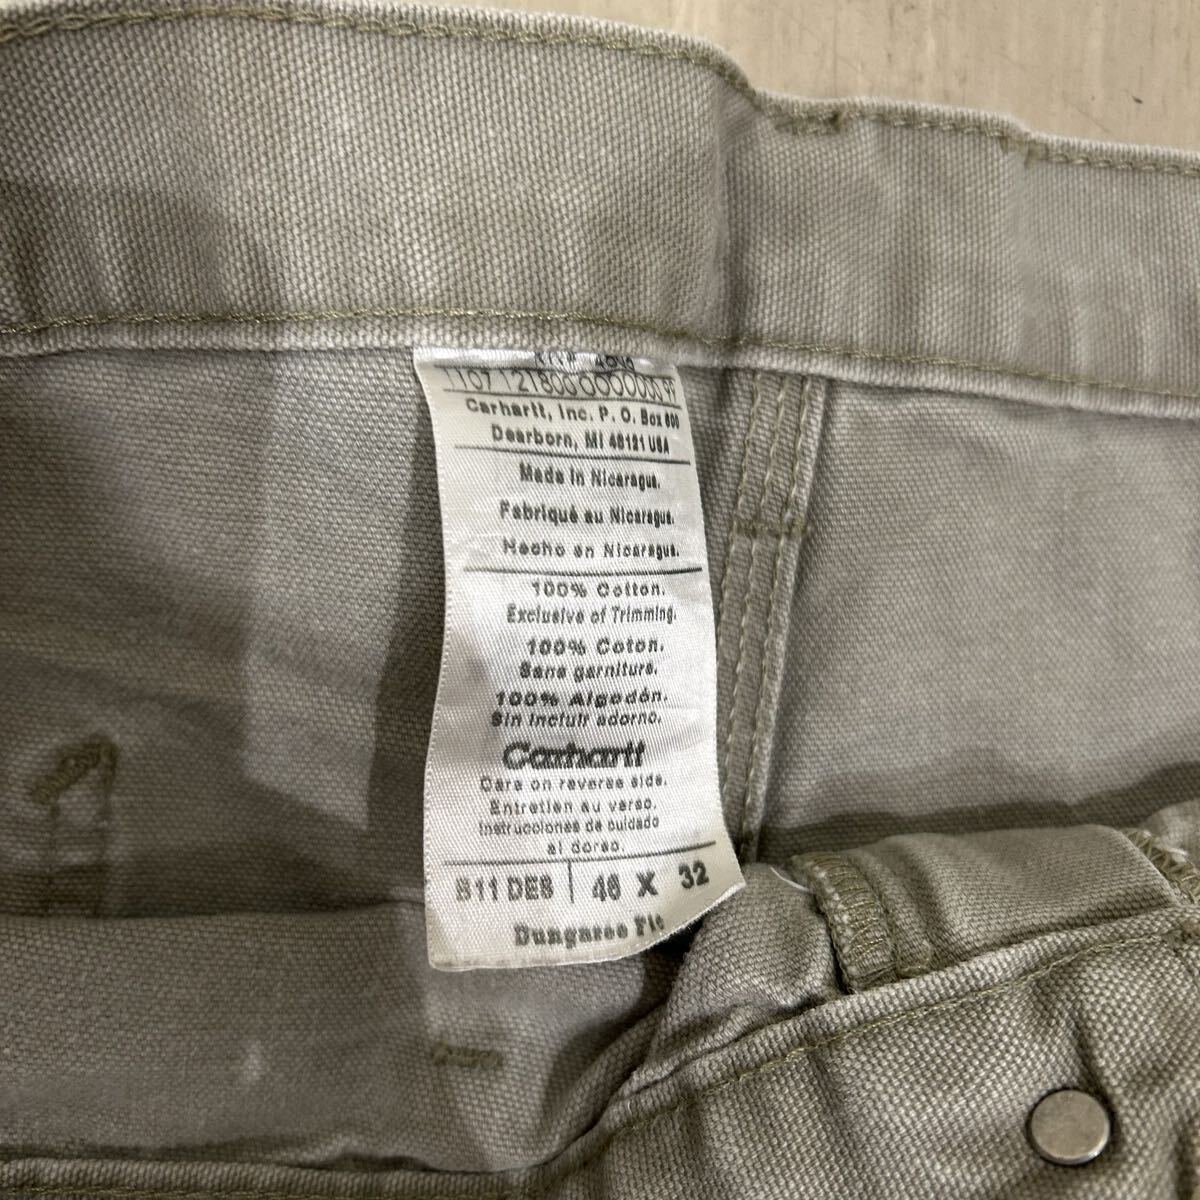 Carhartt, Inc. P. O. Box 600
Dearborn, MI 48121 USA
Made in Nicaragua.
Fabriqué au Nicaragua.
Hecho en Nicaragua.
100% Cotton.
Exclusive of Trimming.
100% Coton.
Sans garniture.
100% Algodón.
Sin incluir adorno.
Carhartt
Care on reverse side.
Entretien au verso.
Instrucciones de cuidado
al dorso.
B11 DES 46 X 32
Dungaree Fit